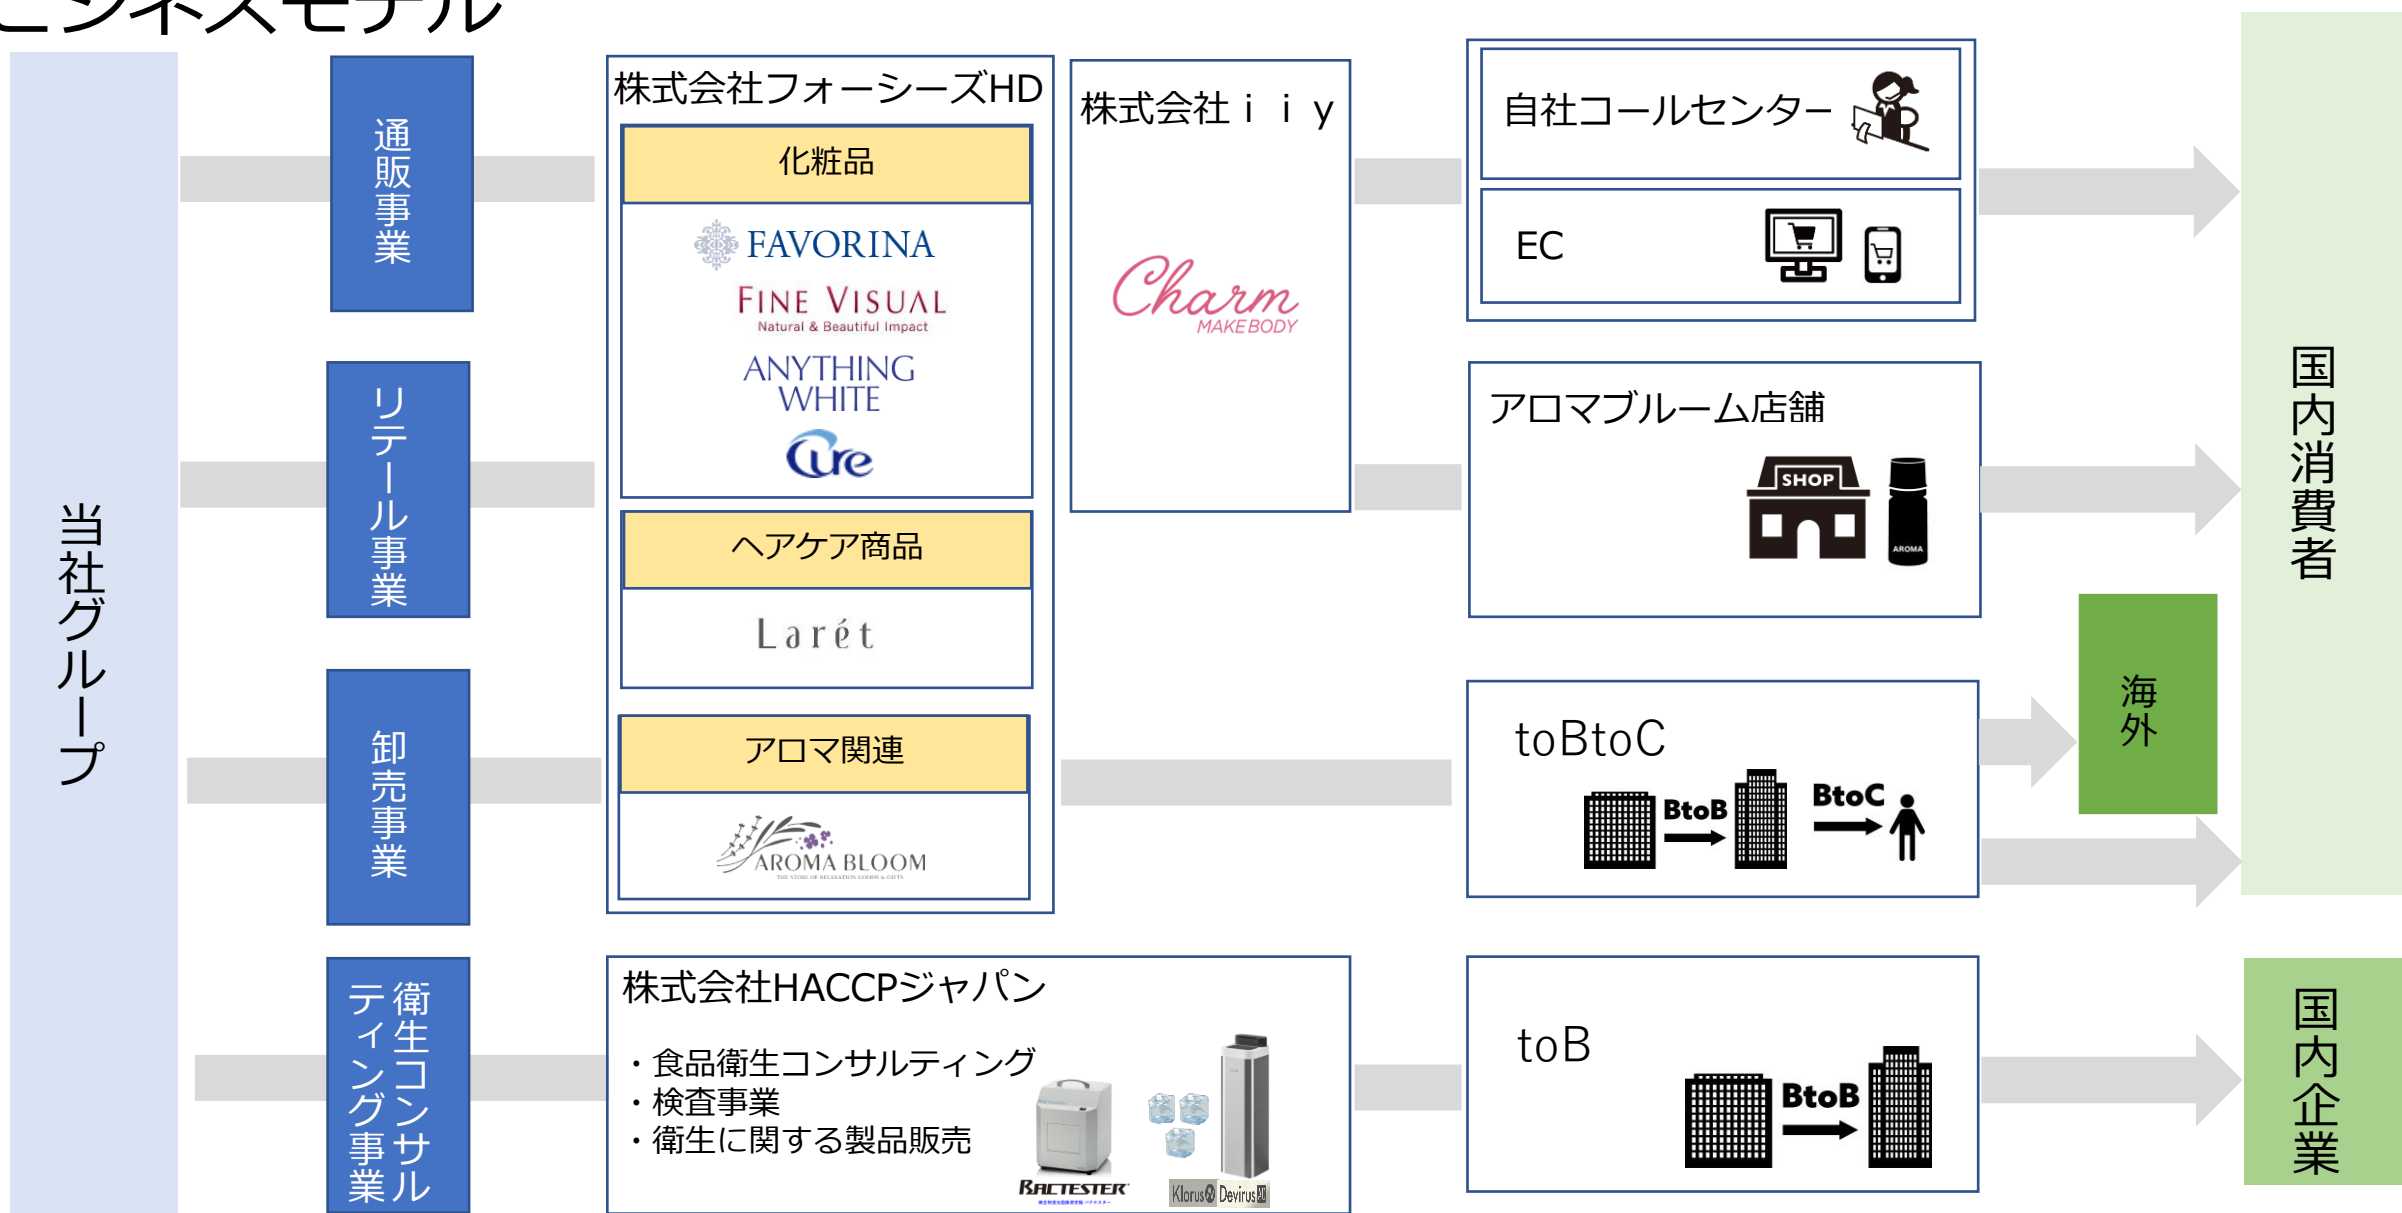 ビジネスモデル
当社グループ
通販事業
リテール事業
卸売事業
衛生コンサル
ティング事業
株式会社フォーシーズHD
化粧品
FAVORINA
FINE VISUAL
Natural & Beautiful Impact
ANYTHING
WHITE
Cure
ヘアケア商品
Larét
アロマ関連
AROMA BLOOM
THE STORE OF RELAXATION GOODS & GIFTS
株式会社ｉｉｙ
Charm
MAKE BODY
株式会社HACCPジャパン
・食品衛生コンサルティング
・検査事業
・衛生に関する製品販売
BACTESTER
Klorus
Devirus
自社コールセンター
EC
アロマブルーム店舗
SHOP
AROMA
toBtoC
BtoB
BtoC
toB
BtoB
国内消費者
海外
国内企業